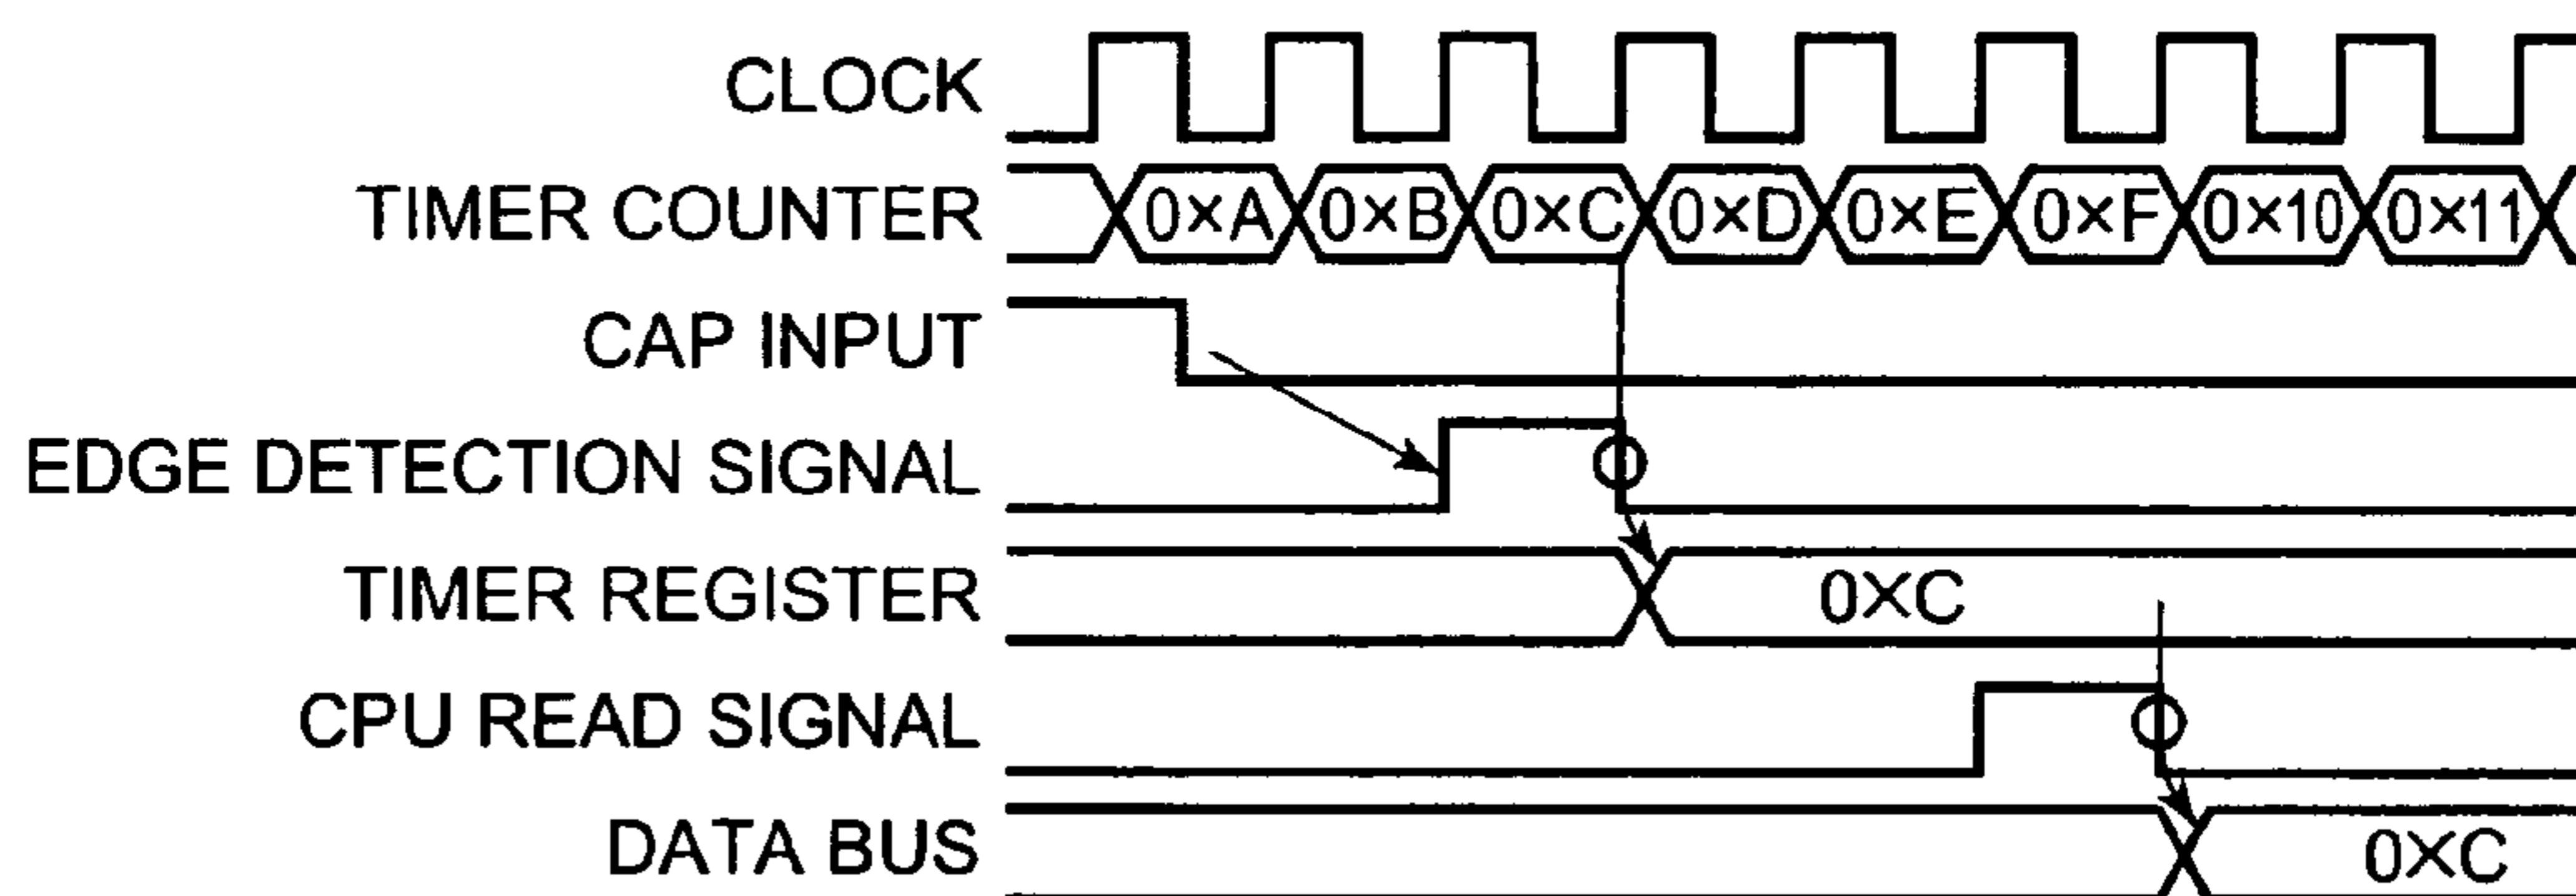 CLOCK
TIMER COUNTER 0×A 0×B 0×C 0×D 0×E 0×F 0×10 0×11
CAP INPUT
EDGE DETECTION SIGNAL
TIMER REGISTER 0×C
CPU READ SIGNAL
DATA BUS 0×C